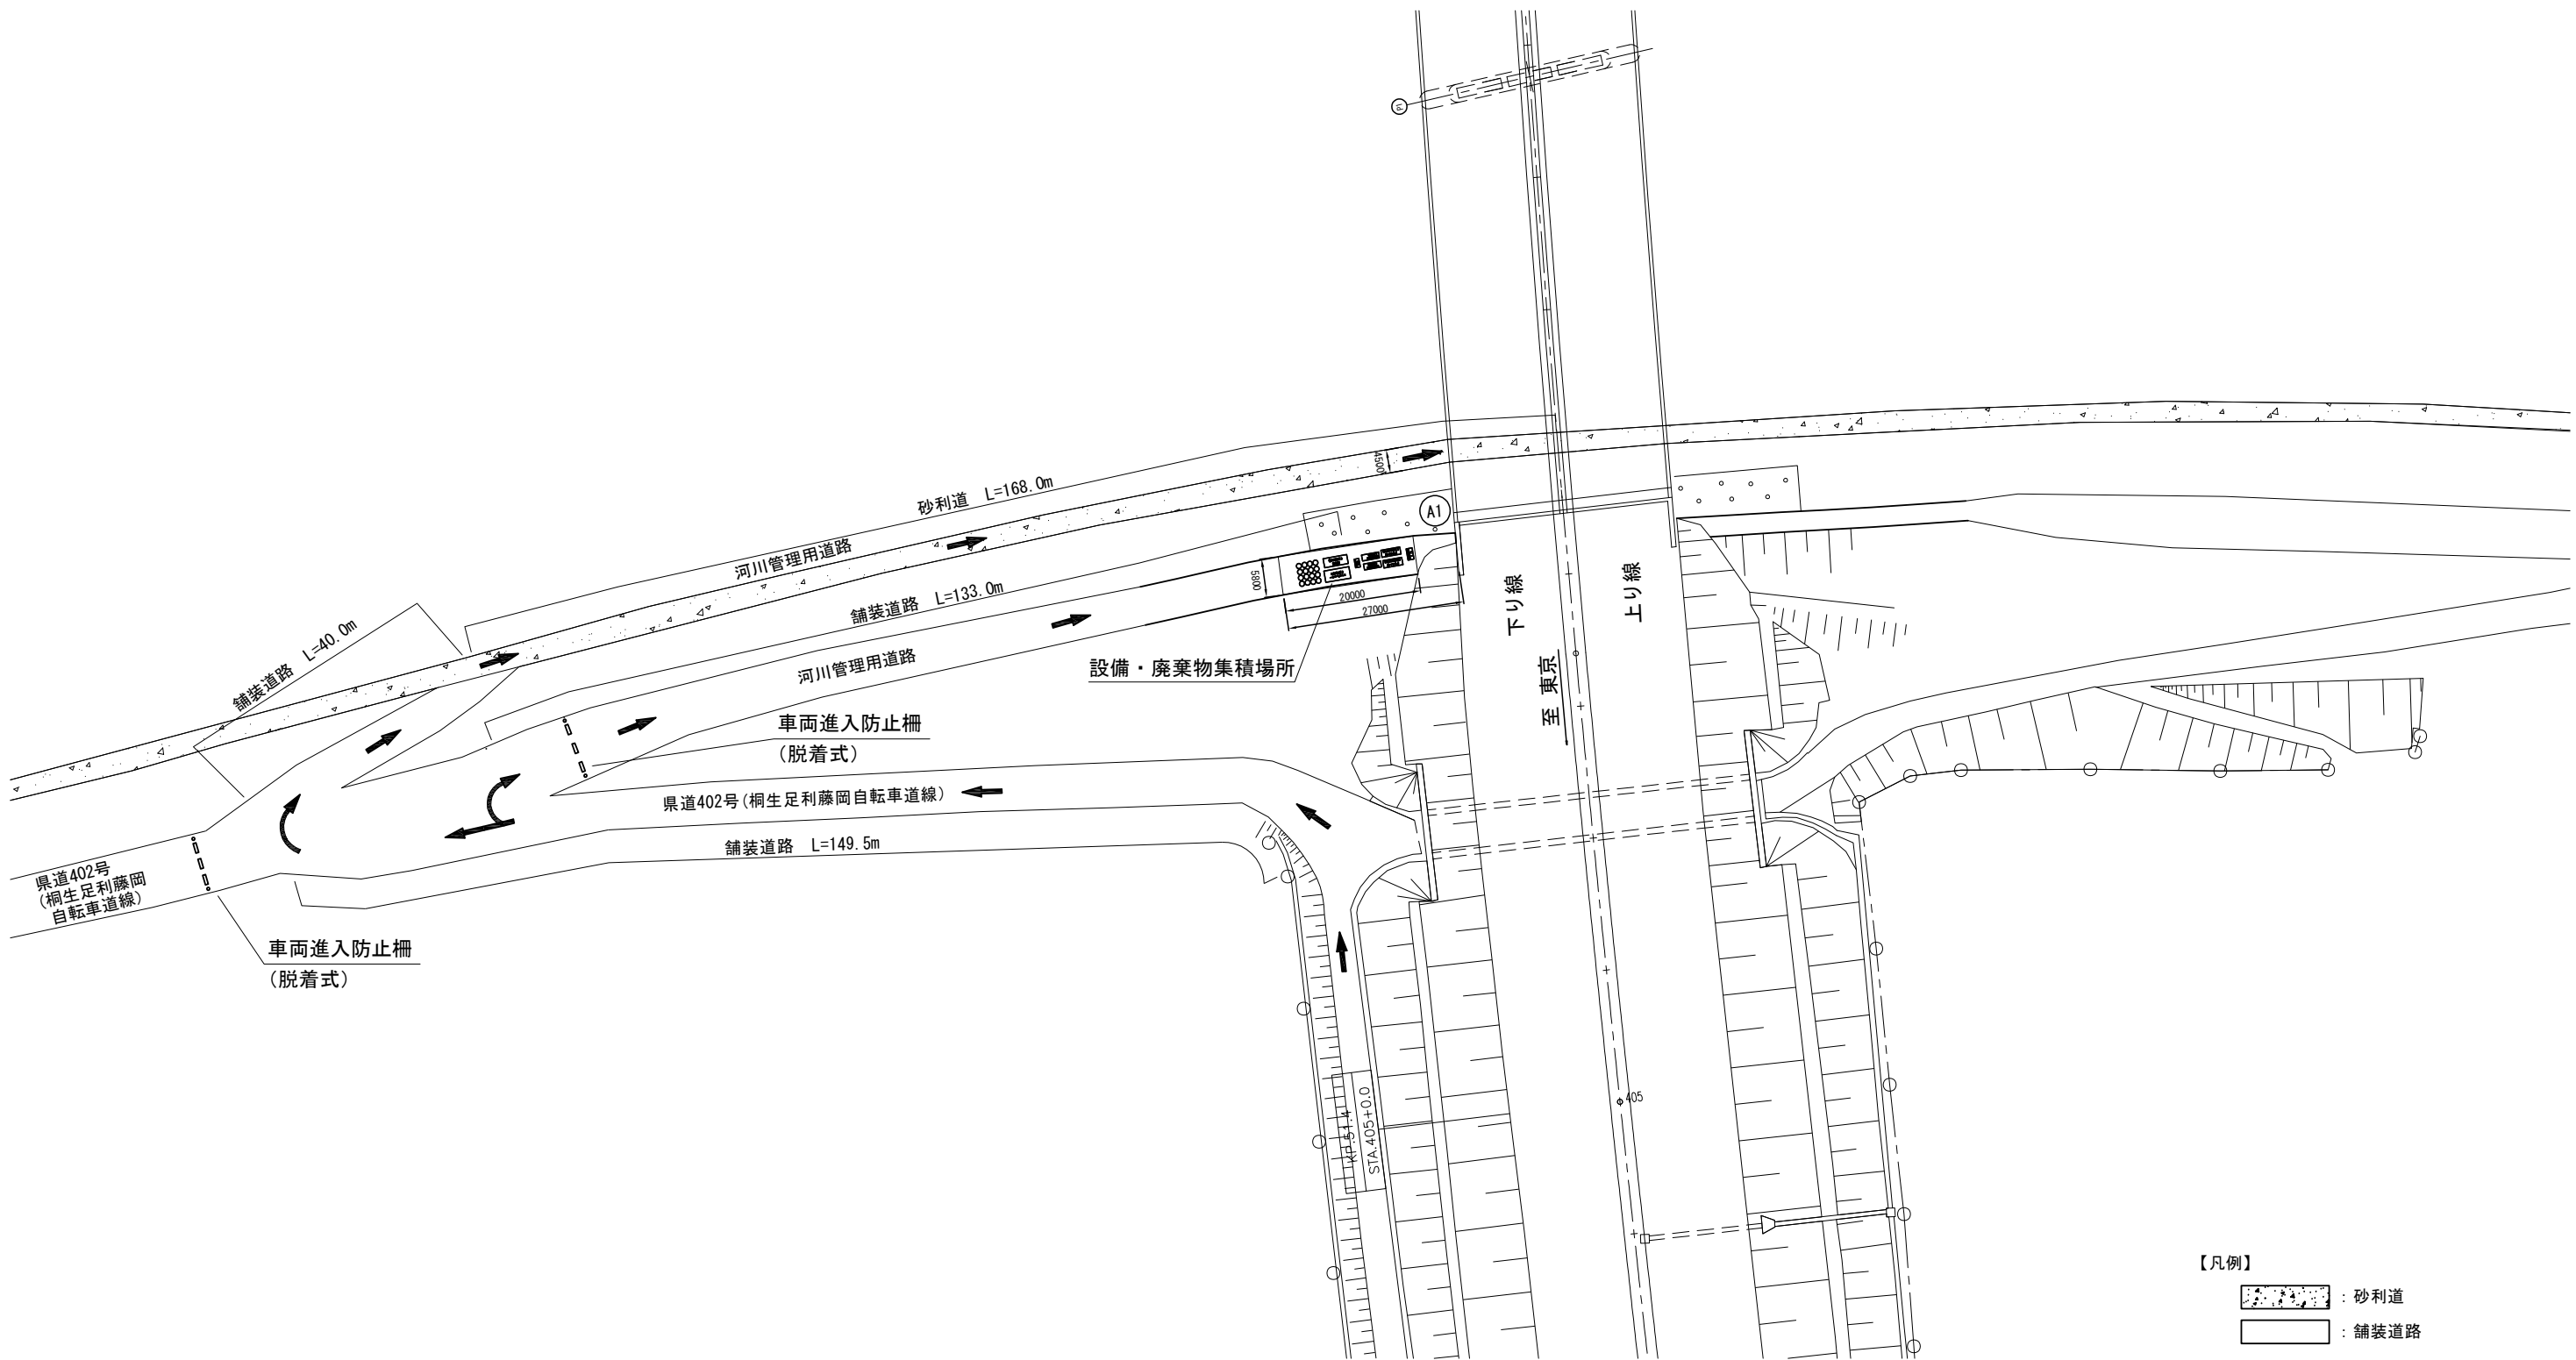 P1
砂利道 L=168.0m
河川管理用道路
4500
A1
舗装道路 L=133.0m
5800
20000
27000
舗装道路 L=40.0m
河川管理用道路
設備・廃棄物集積場所
下り線
上り線
至 東京
車両進入防止柵
(脱着式)
県道402号(桐生足利藤岡自転車道線)
舗装道路 L=149.5m
県道402号
(桐生足利藤岡
自転車道線)
車両進入防止柵
(脱着式)
405
KP.51.4
STA.405+0.0
【凡例】
：砂利道
：舗装道路